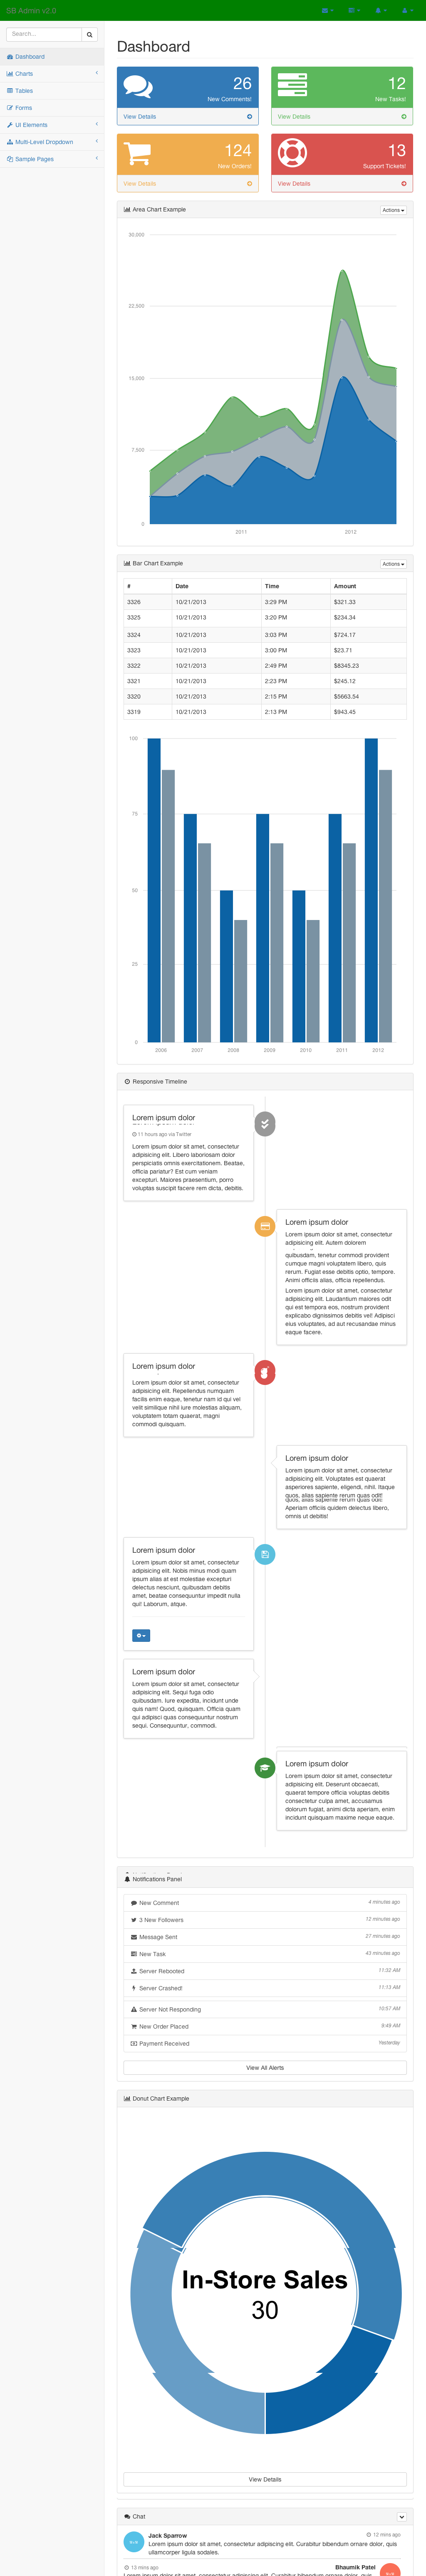 SB Admin v2.0
Search...
Dashboard
Charts
Tables
Forms
UI Elements
Multi-Level Dropdown
Sample Pages
Dashboard
26
New Comments!
View Details
12
New Tasks!
View Details
124
New Orders!
View Details
13
Support Tickets!
View Details
Area Chart Example
Actions
30,000
22,500
15,000
7,500
0
2011
2012
Bar Chart Example
Actions
# Date Time Amount
3326 10/21/2013 3:29 PM $321.33
3325 10/21/2013 3:20 PM $234.34
3324 10/21/2013 3:03 PM $724.17
3323 10/21/2013 3:00 PM $23.71
3322 10/21/2013 2:49 PM $8345.23
3321 10/21/2013 2:23 PM $245.12
3320 10/21/2013 2:15 PM $5663.54
3319 10/21/2013 2:13 PM $943.45
100
75
50
25
0
2006 2007 2008 2009 2010 2011 2012
Responsive Timeline
Lorem ipsum dolor
11 hours ago via Twitter
Lorem ipsum dolor sit amet, consectetur
adipisicing elit. Libero laboriosam dolor
perspiciatis omnis exercitationem. Beatae,
officia pariatur? Est cum veniam
excepturi. Maiores praesentium, porro
voluptas suscipit facere rem dicta, debitis.
Lorem ipsum dolor
Lorem ipsum dolor sit amet, consectetur
adipisicing elit. Autem dolorem
quibusdam, tenetur commodi provident
cumque magni voluptatem libero, quis
rerum. Fugiat esse debitis optio, tempore.
Animi officiis alias, officia repellendus.
Lorem ipsum dolor sit amet, consectetur
adipisicing elit. Laudantium maiores odit
qui est tempora eos, nostrum provident
explicabo dignissimos debitis vel! Adipisci
eius voluptates, ad aut recusandae minus
eaque facere.
Lorem ipsum dolor
Lorem ipsum dolor sit amet, consectetur
adipisicing elit. Repellendus numquam
facilis enim eaque, tenetur nam id qui vel
velit similique nihil iure molestias aliquam,
voluptatem totam quaerat, magni
commodi quisquam.
Lorem ipsum dolor
Lorem ipsum dolor sit amet, consectetur
adipisicing elit. Voluptates est quaerat
asperiores sapiente, eligendi, nihil. Itaque
quos, alias sapiente rerum quas odit!
quos, alias sapiente rerum quas odit!
Aperiam officiis quidem delectus libero,
omnis ut debitis!
Lorem ipsum dolor
Lorem ipsum dolor sit amet, consectetur
adipisicing elit. Nobis minus modi quam
ipsum alias at est molestiae excepturi
delectus nesciunt, quibusdam debitis
amet, beatae consequuntur impedit nulla
qui! Laborum, atque.
Lorem ipsum dolor
Lorem ipsum dolor sit amet, consectetur
adipisicing elit. Sequi fuga odio
quibusdam. Iure expedita, incidunt unde
quis nam! Quod, quisquam. Officia quam
qui adipisci quas consequuntur nostrum
sequi. Consequuntur, commodi.
Lorem ipsum dolor
Lorem ipsum dolor sit amet, consectetur
adipisicing elit. Deserunt obcaecati,
quaerat tempore officia voluptas debitis
consectetur culpa amet, accusamus
dolorum fugiat, animi dicta aperiam, enim
incidunt quisquam maxime neque eaque.
Notifications Panel
New Comment 4 minutes ago
3 New Followers 12 minutes ago
Message Sent 27 minutes ago
New Task 43 minutes ago
Server Rebooted 11:32 AM
Server Crashed! 11:13 AM
Server Not Responding 10:57 AM
New Order Placed 9:49 AM
Payment Received Yesterday
View All Alerts
Donut Chart Example
In-Store Sales
30
View Details
Chat
Jack Sparrow 12 mins ago
Lorem ipsum dolor sit amet, consectetur adipiscing elit. Curabitur bibendum ornare dolor, quis
ullamcorper ligula sodales.
13 mins ago Bhaumik Patel
Lorem ipsum dolor sit amet, consectetur adipiscing elit. Curabitur bibendum ornare dolor, quis